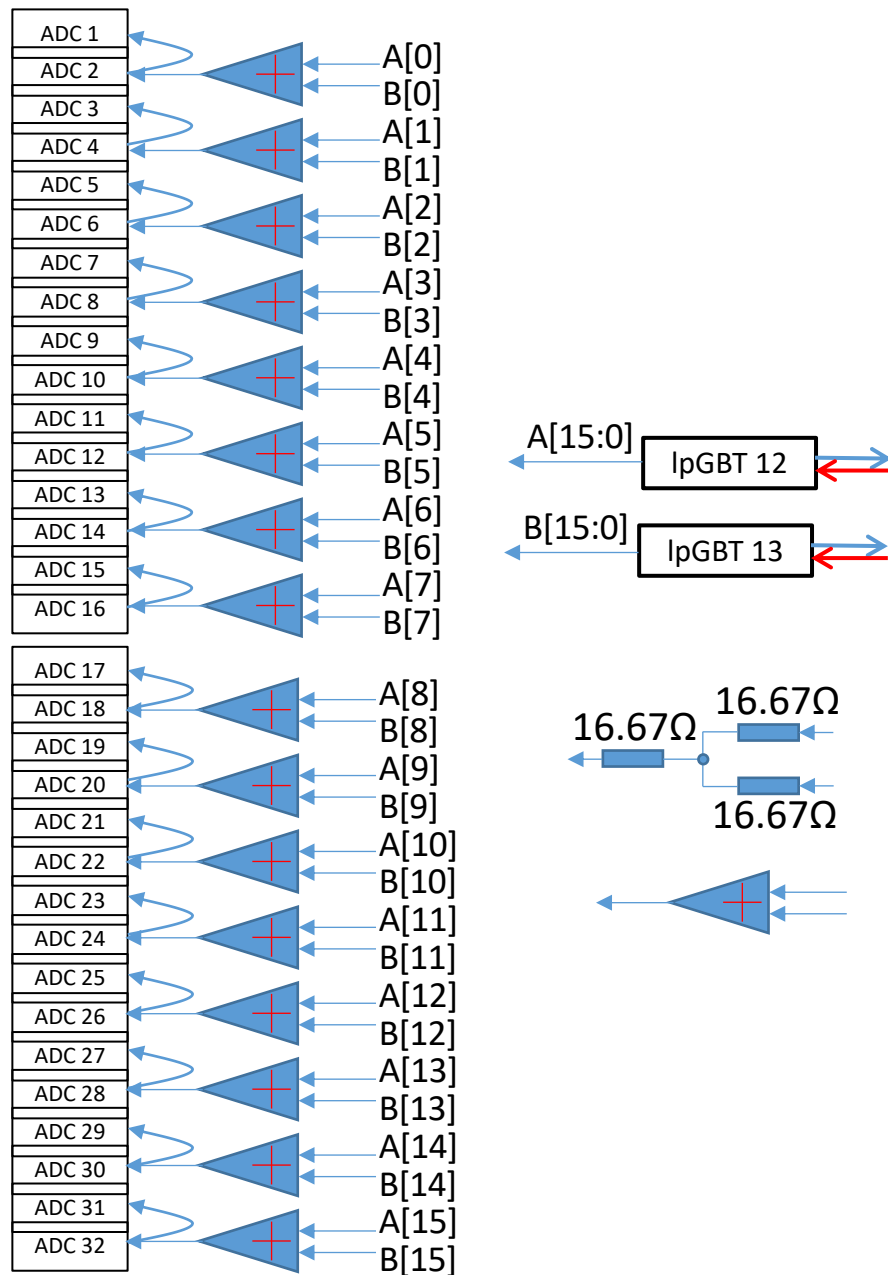 ADC 1
ADC 2
ADC 3
ADC 4
ADC 5
ADC 6
ADC 7
ADC 8
ADC 9
ADC 10
ADC 11
ADC 12
ADC 13
ADC 14
ADC 15
ADC 16
A[0]
B[0]
A[1]
B[1]
A[2]
B[2]
A[3]
B[3]
A[4]
B[4]
A[5]
B[5]
A[6]
B[6]
A[7]
B[7]
ADC 17
ADC 18
ADC 19
ADC 20
ADC 21
ADC 22
ADC 23
ADC 24
ADC 25
ADC 26
ADC 27
ADC 28
ADC 29
ADC 30
ADC 31
ADC 32
A[8]
B[8]
A[9]
B[9]
A[10]
B[10]
A[11]
B[11]
A[12]
B[12]
A[13]
B[13]
A[14]
B[14]
A[15]
B[15]
A[15:0]
lpGBT 12
B[15:0]
lpGBT 13
16.67Ω
16.67Ω
16.67Ω